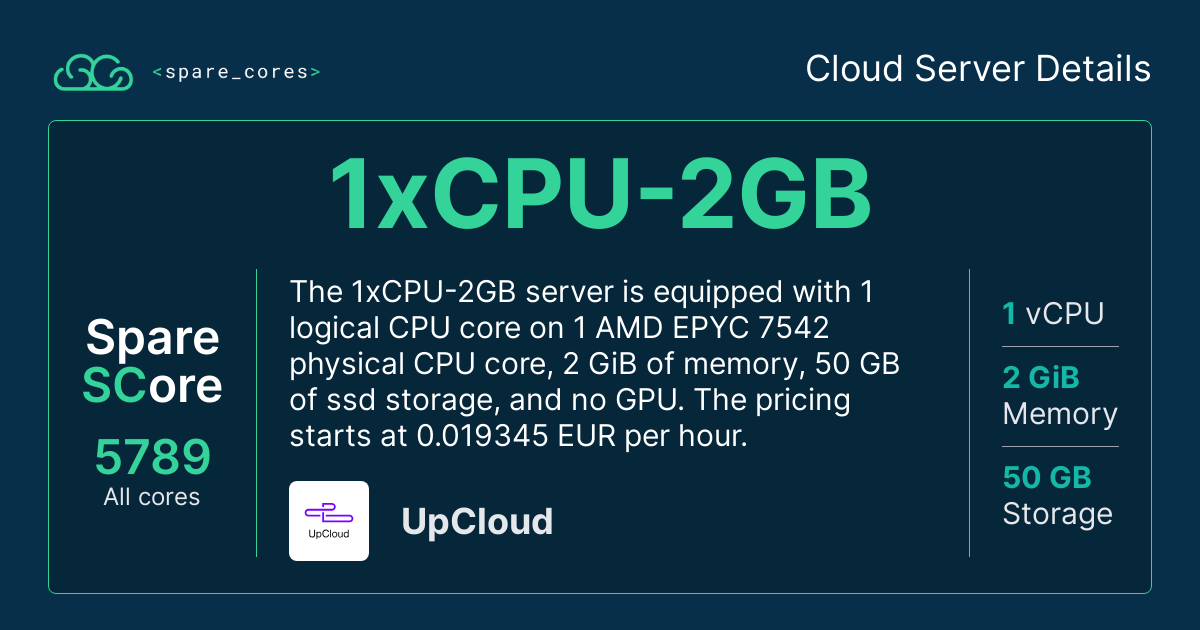 <spare_cores>
Cloud Server Details
1xCPU-2GB
Spare
SCore
5789
All cores
The 1xCPU-2GB server is equipped with 1
logical CPU core on 1 AMD EPYC 7542
physical CPU core, 2 GiB of memory, 50 GB
of ssd storage, and no GPU. The pricing
starts at 0.019345 EUR per hour.
UpCloud
UpCloud
1 vCPU
2 GiB
Memory
50 GB
Storage